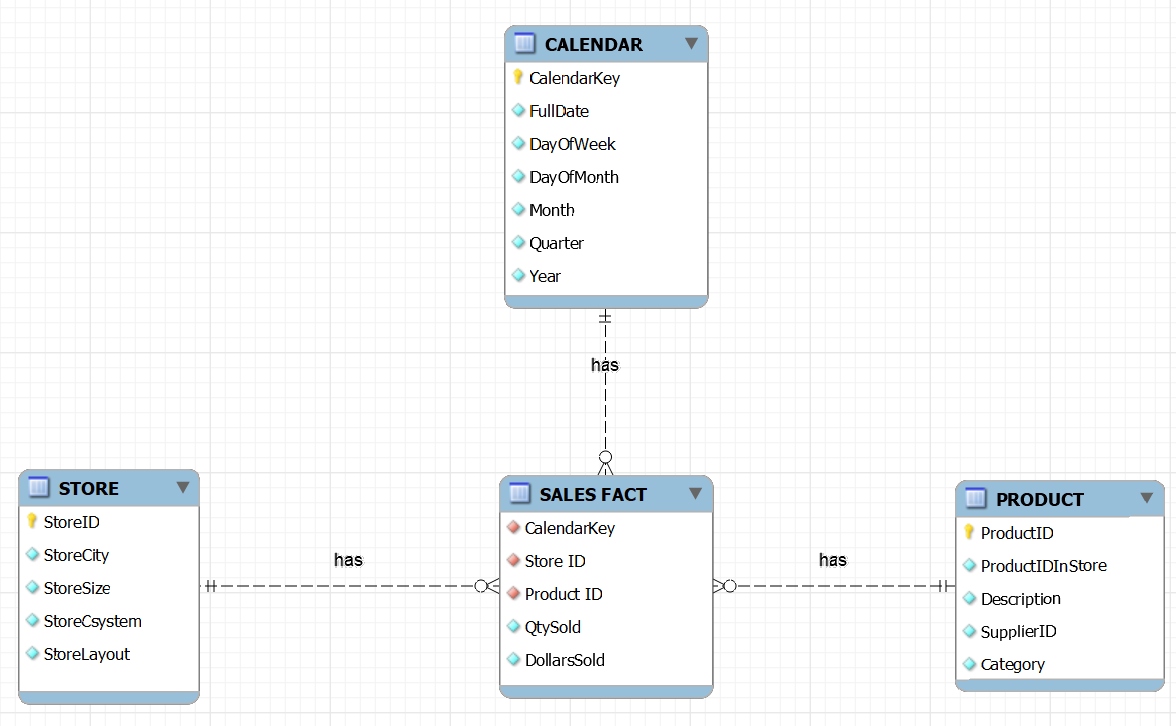 CALENDAR
CalendarKey
FullDate
DayOfWeek
DayOfMonth
Month
Quarter
Year
has
STORE
StoreID
StoreCity
StoreSize
StoreCsystem
StoreLayout
has
SALES FACT
CalendarKey
Store ID
Product ID
QtySold
DollarsSold
has
PRODUCT
ProductID
ProductIDInStore
Description
SupplierID
Category